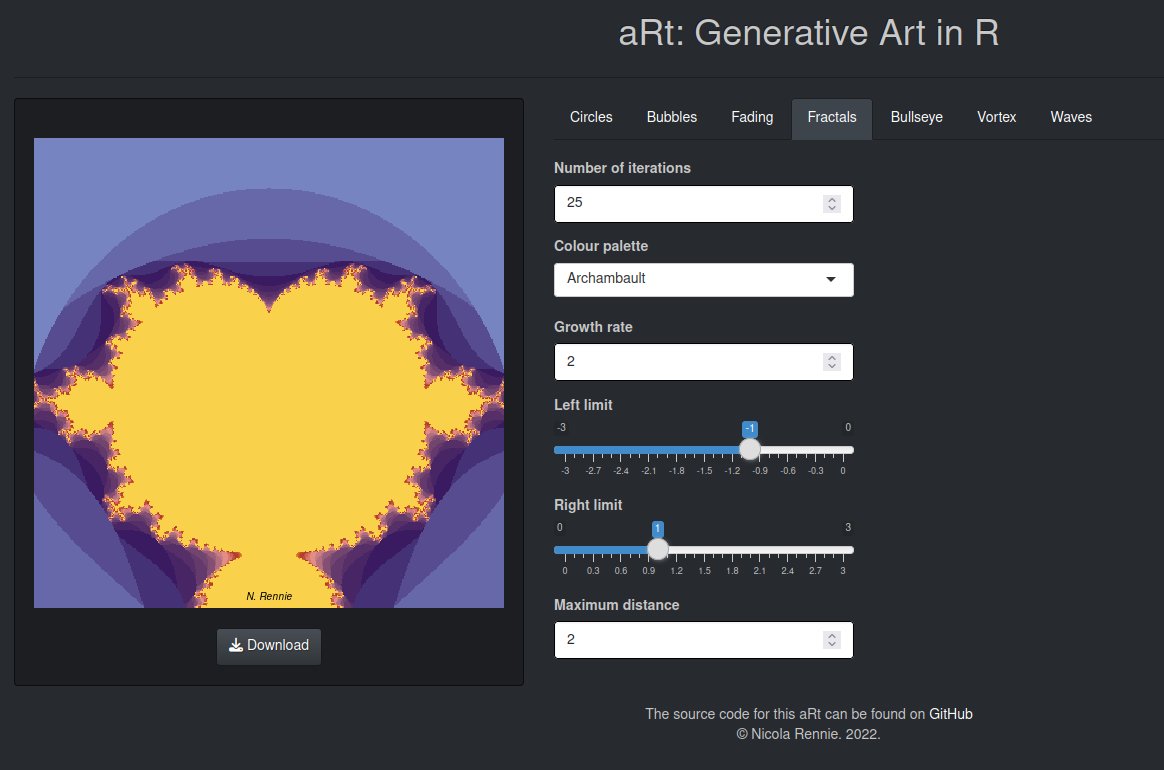 aRt: Generative Art in R
Circles Bubbles Fading Fractals Bullseye Vortex Waves
N. Rennie
Download
Number of iterations
25
Colour palette
Archambault
Growth rate
2
Left limit
-3 -1 0
-3 -2.7 -2.4 -2.1 -1.8 -1.5 -1.2 -0.9 -0.6 -0.3 0
Right limit
0 1 3
0 0.3 0.6 0.9 1.2 1.5 1.8 2.1 2.4 2.7 3
Maximum distance
2
The source code for this aRt can be found on GitHub
© Nicola Rennie. 2022.